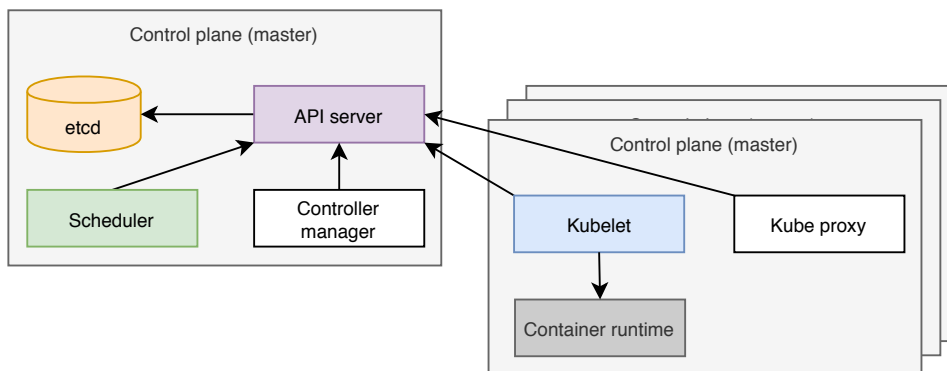 Control plane (master)
etcd
API server
Scheduler
Controller
manager
Control plane (master)
Kubelet
Kube proxy
Container runtime